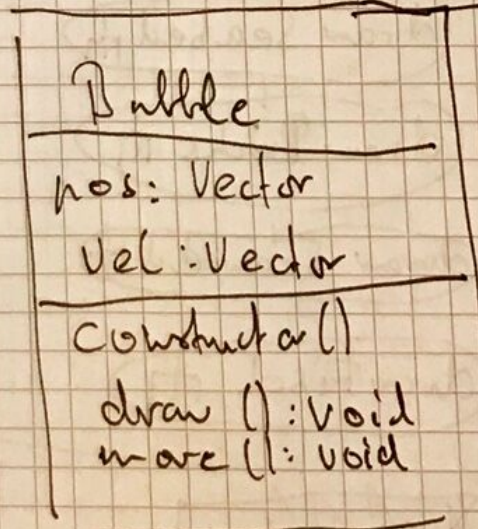 Bubble
pos: Vector
vel: Vector
constructor()
draw(): void
move(): void